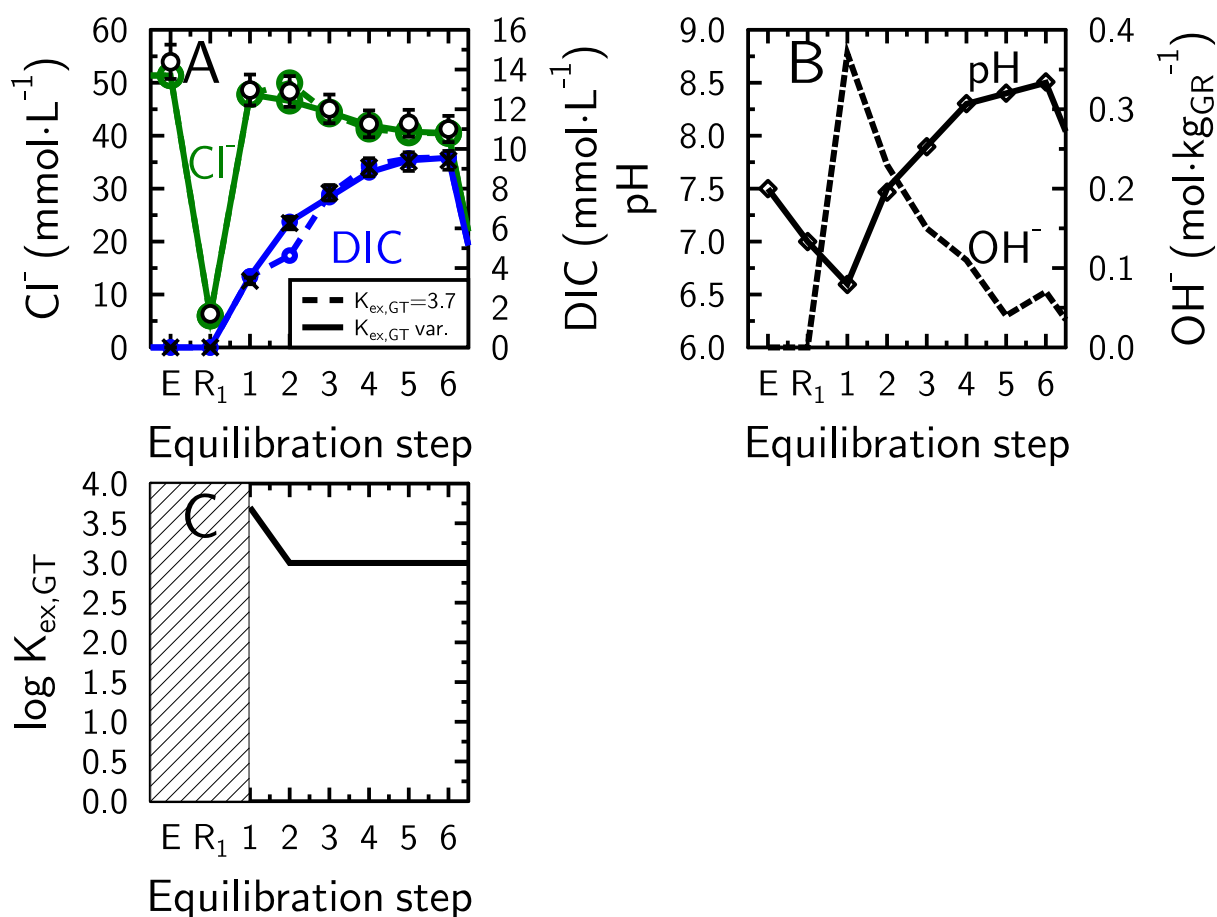 A
Cl⁻ (mmol·L⁻¹)
60
50
40
30
20
10
0
Cl⁻
DIC
K_ex,GT=3.7
K_ex,GT var.
16
14
12
10
8
6
4
2
0
DIC (mmol·L⁻¹)
E R₁ 1 2 3 4 5 6
Equilibration step
B
pH
9.0
8.5
8.0
7.5
7.0
6.5
6.0
pH
OH⁻
0.4
0.3
0.2
0.1
0.0
OH⁻ (mol·kg_GR⁻¹)
E R₁ 1 2 3 4 5 6
Equilibration step
C
log K_ex,GT
4.0
3.5
3.0
2.5
2.0
1.5
1.0
0.5
0.0
E R₁ 1 2 3 4 5 6
Equilibration step